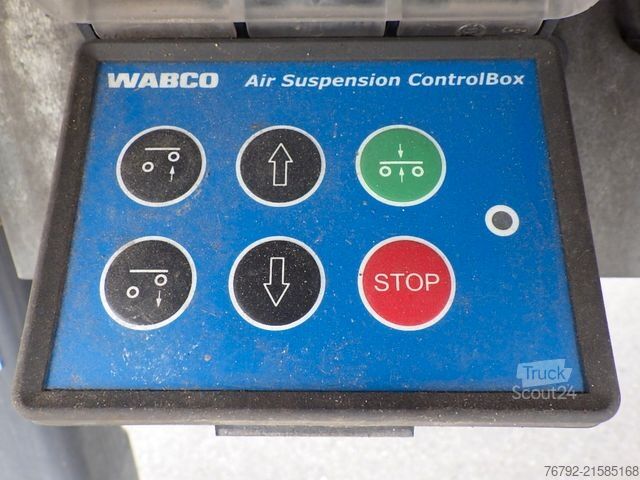 WABCO Air Suspension ControlBox
STOP
Truck
Scout24
76792-21585168